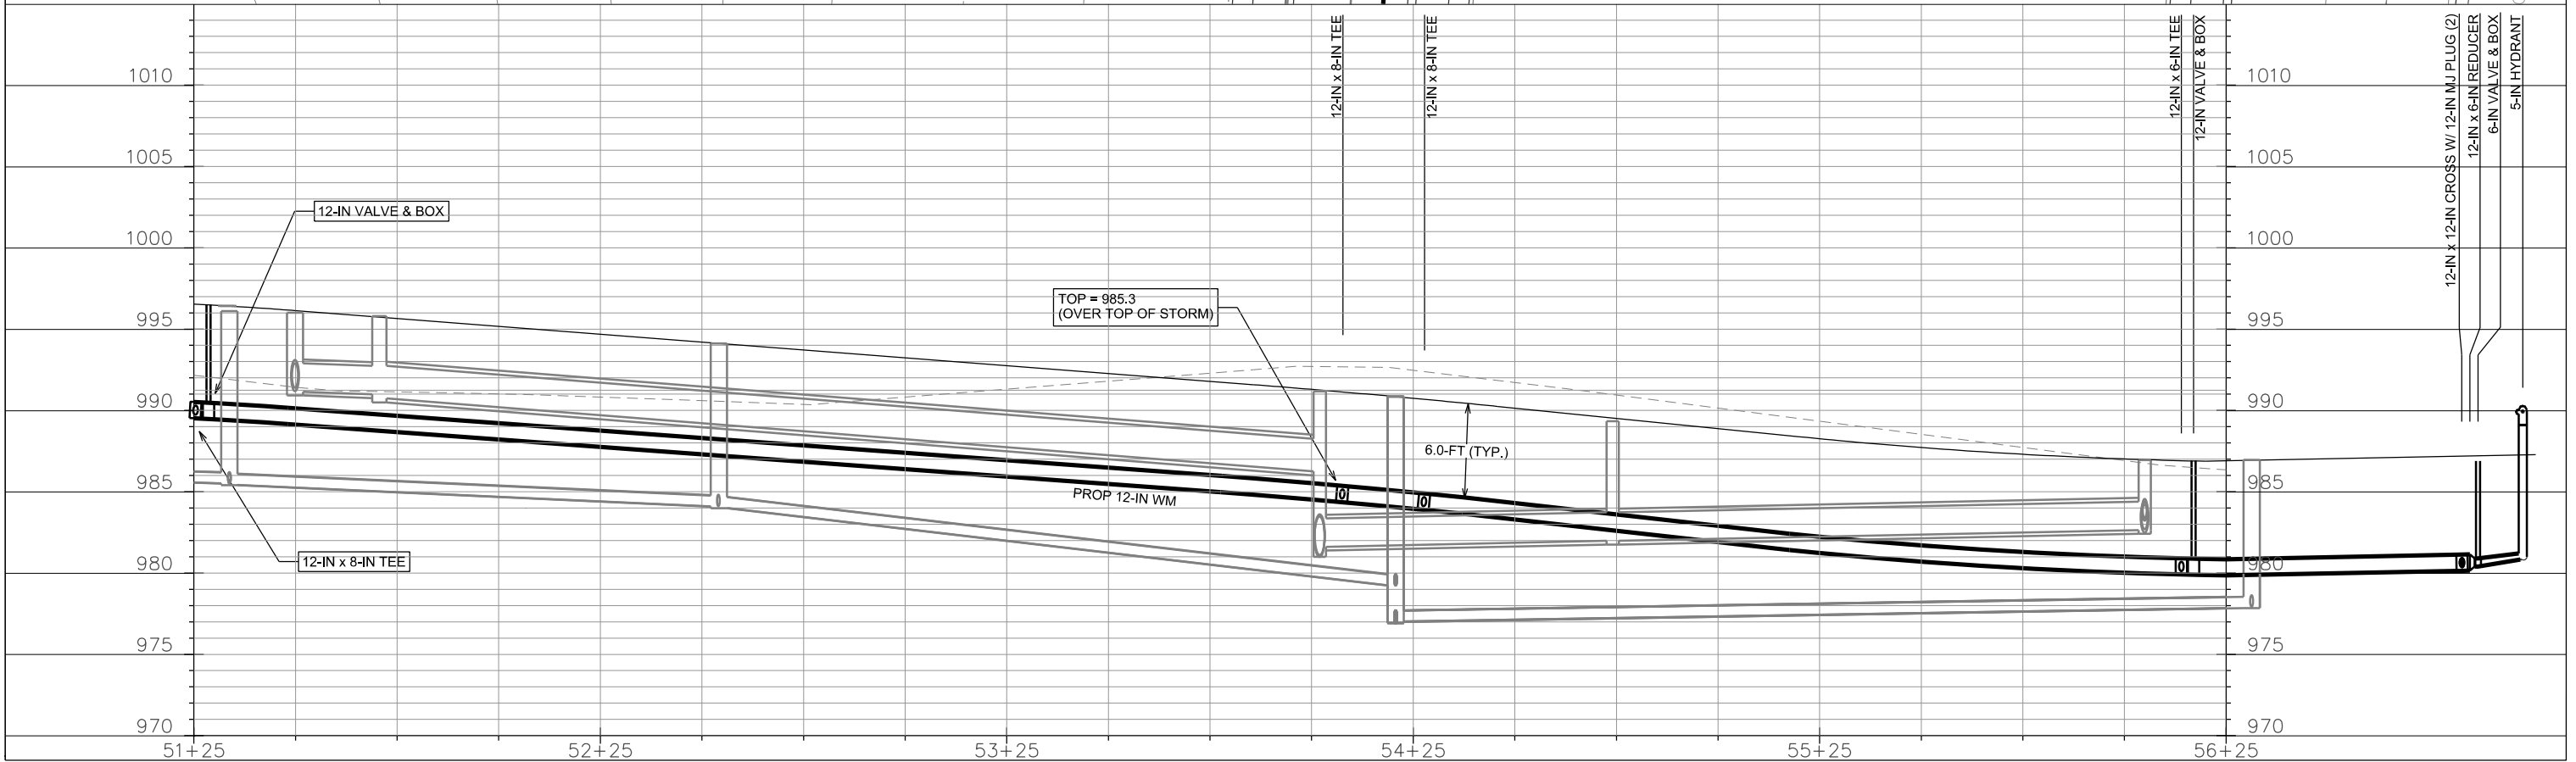 12-IN x 8-IN TEE
12-IN x 8-IN TEE
12-IN x 6-IN TEE
12-IN VALVE & BOX
12-IN x 12-IN CROSS W/ 12-IN MJ PLUG (2)
12-IN x 6-IN REDUCER
6-IN VALVE & BOX
5-IN HYDRANT
1010
1010
1005
1005
12-IN VALVE & BOX
1000
1000
TOP = 985.3
(OVER TOP OF STORM)
995
995
990
990
6.0-FT (TYP.)
985
985
PROP 12-IN WM
12-IN x 8-IN TEE
980
980
975
975
970
970
51+25
52+25
53+25
54+25
55+25
56+25